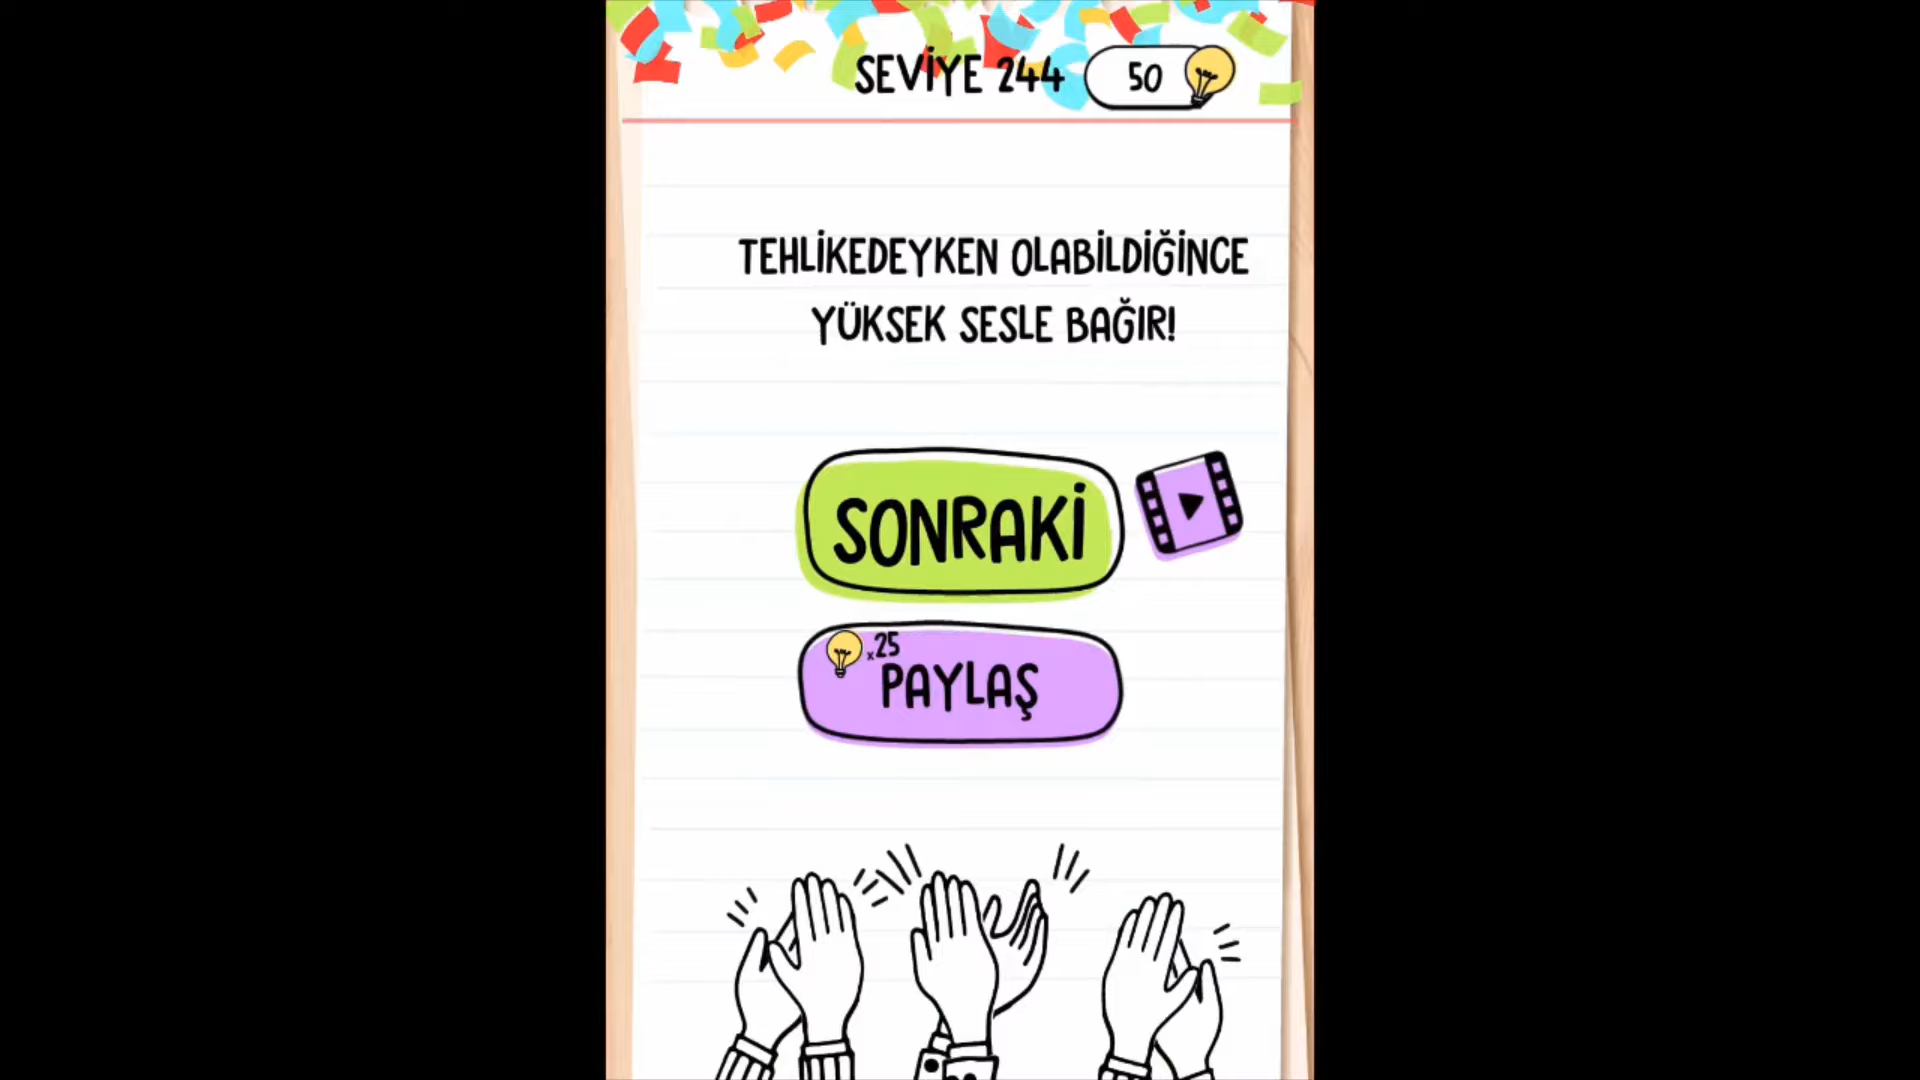 SEVİYE 244
50
TEHLİKEDEYKEN OLABİLDİĞİNCE
YÜKSEK SESLE BAĞIR!
SONRAKİ
x25
PAYLAŞ